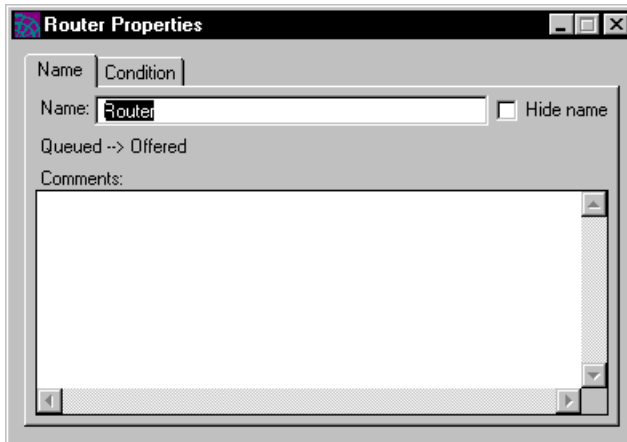 Router Properties
Name Condition
Name: Router Hide name
Queued --> Offered
Comments: